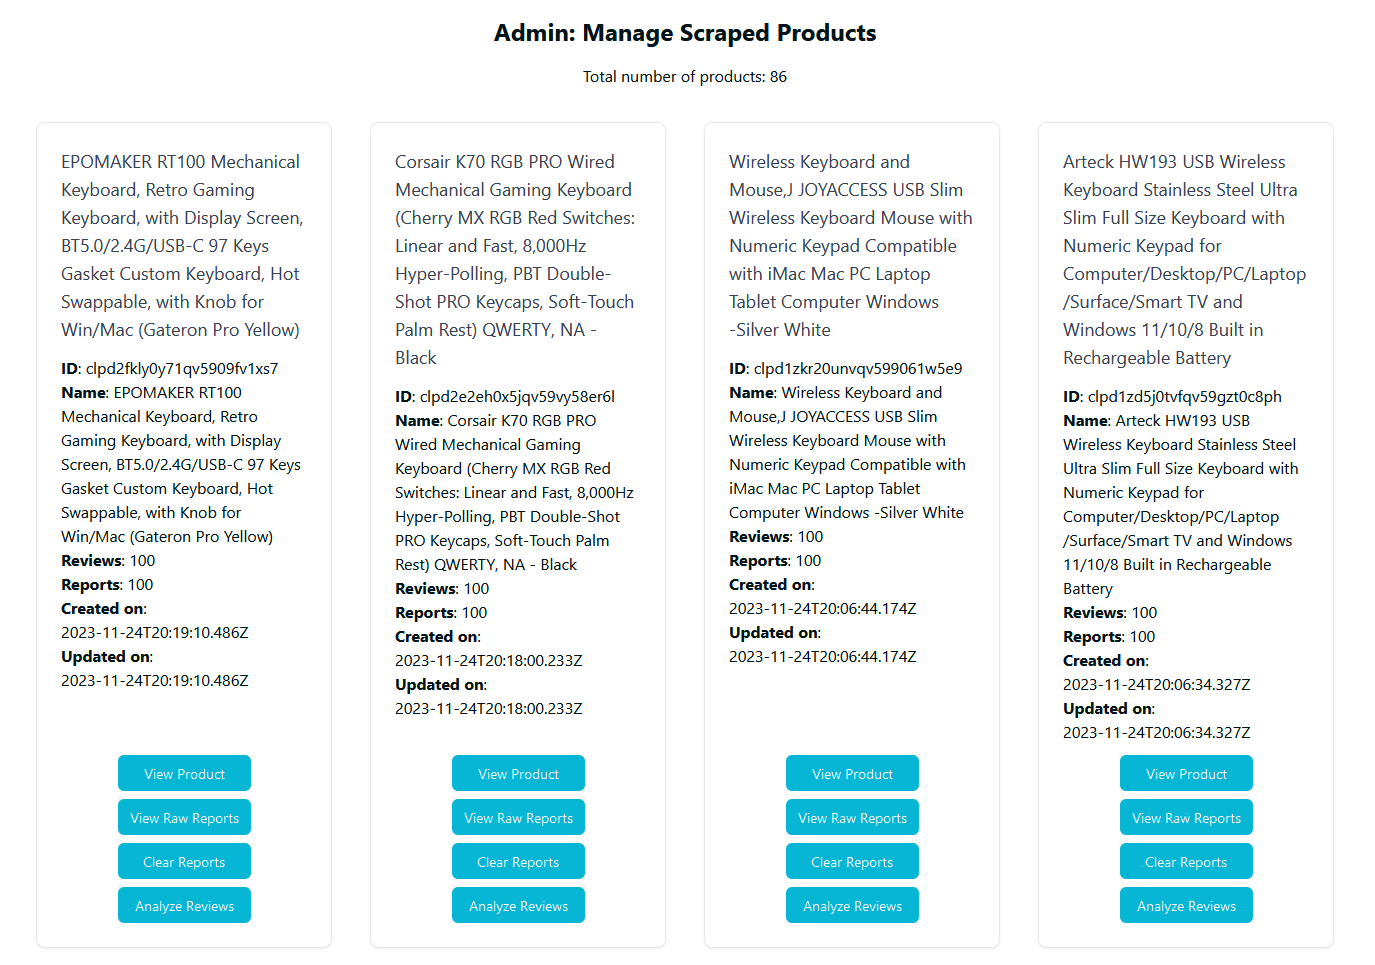 Admin: Manage Scraped Products
Total number of products: 86
EPOMAKER RT100 Mechanical
Keyboard, Retro Gaming
Keyboard, with Display Screen,
BT5.0/2.4G/USB-C 97 Keys
Gasket Custom Keyboard, Hot
Swappable, with Knob for
Win/Mac (Gateron Pro Yellow)
ID: clpd2fkly0y71qv5909fv1xs7
Name: EPOMAKER RT100
Mechanical Keyboard, Retro
Gaming Keyboard, with Display
Screen, BT5.0/2.4G/USB-C 97 Keys
Gasket Custom Keyboard, Hot
Swappable, with Knob for
Win/Mac (Gateron Pro Yellow)
Reviews: 100
Reports: 100
Created on:
2023-11-24T20:19:10.486Z
Updated on:
2023-11-24T20:19:10.486Z
View Product
View Raw Reports
Clear Reports
Analyze Reviews
Corsair K70 RGB PRO Wired
Mechanical Gaming Keyboard
(Cherry MX RGB Red Switches:
Linear and Fast, 8,000Hz
Hyper-Polling, PBT Double-
Shot PRO Keycaps, Soft-Touch
Palm Rest) QWERTY, NA -
Black
ID: clpd2e2eh0x5jqv59vy58er6l
Name: Corsair K70 RGB PRO
Wired Mechanical Gaming
Keyboard (Cherry MX RGB Red
Switches: Linear and Fast, 8,000Hz
Hyper-Polling, PBT Double-Shot
PRO Keycaps, Soft-Touch Palm
Rest) QWERTY, NA - Black
Reviews: 100
Reports: 100
Created on:
2023-11-24T20:18:00.233Z
Updated on:
2023-11-24T20:18:00.233Z
View Product
View Raw Reports
Clear Reports
Analyze Reviews
Wireless Keyboard and
Mouse,J JOYACCESS USB Slim
Wireless Keyboard Mouse with
Numeric Keypad Compatible
with iMac Mac PC Laptop
Tablet Computer Windows
-Silver White
ID: clpd1zkr20unvqv599061w5e9
Name: Wireless Keyboard and
Mouse,J JOYACCESS USB Slim
Wireless Keyboard Mouse with
Numeric Keypad Compatible with
iMac Mac PC Laptop Tablet
Computer Windows -Silver White
Reviews: 100
Reports: 100
Created on:
2023-11-24T20:06:44.174Z
Updated on:
2023-11-24T20:06:44.174Z
View Product
View Raw Reports
Clear Reports
Analyze Reviews
Arteck HW193 USB Wireless
Keyboard Stainless Steel Ultra
Slim Full Size Keyboard with
Numeric Keypad for
Computer/Desktop/PC/Laptop
/Surface/Smart TV and
Windows 11/10/8 Built in
Rechargeable Battery
ID: clpd1zd5j0tvfqv59gzt0c8ph
Name: Arteck HW193 USB
Wireless Keyboard Stainless Steel
Ultra Slim Full Size Keyboard with
Numeric Keypad for
Computer/Desktop/PC/Laptop
/Surface/Smart TV and Windows
11/10/8 Built in Rechargeable
Battery
Reviews: 100
Reports: 100
Created on:
2023-11-24T20:06:34.327Z
Updated on:
2023-11-24T20:06:34.327Z
View Product
View Raw Reports
Clear Reports
Analyze Reviews